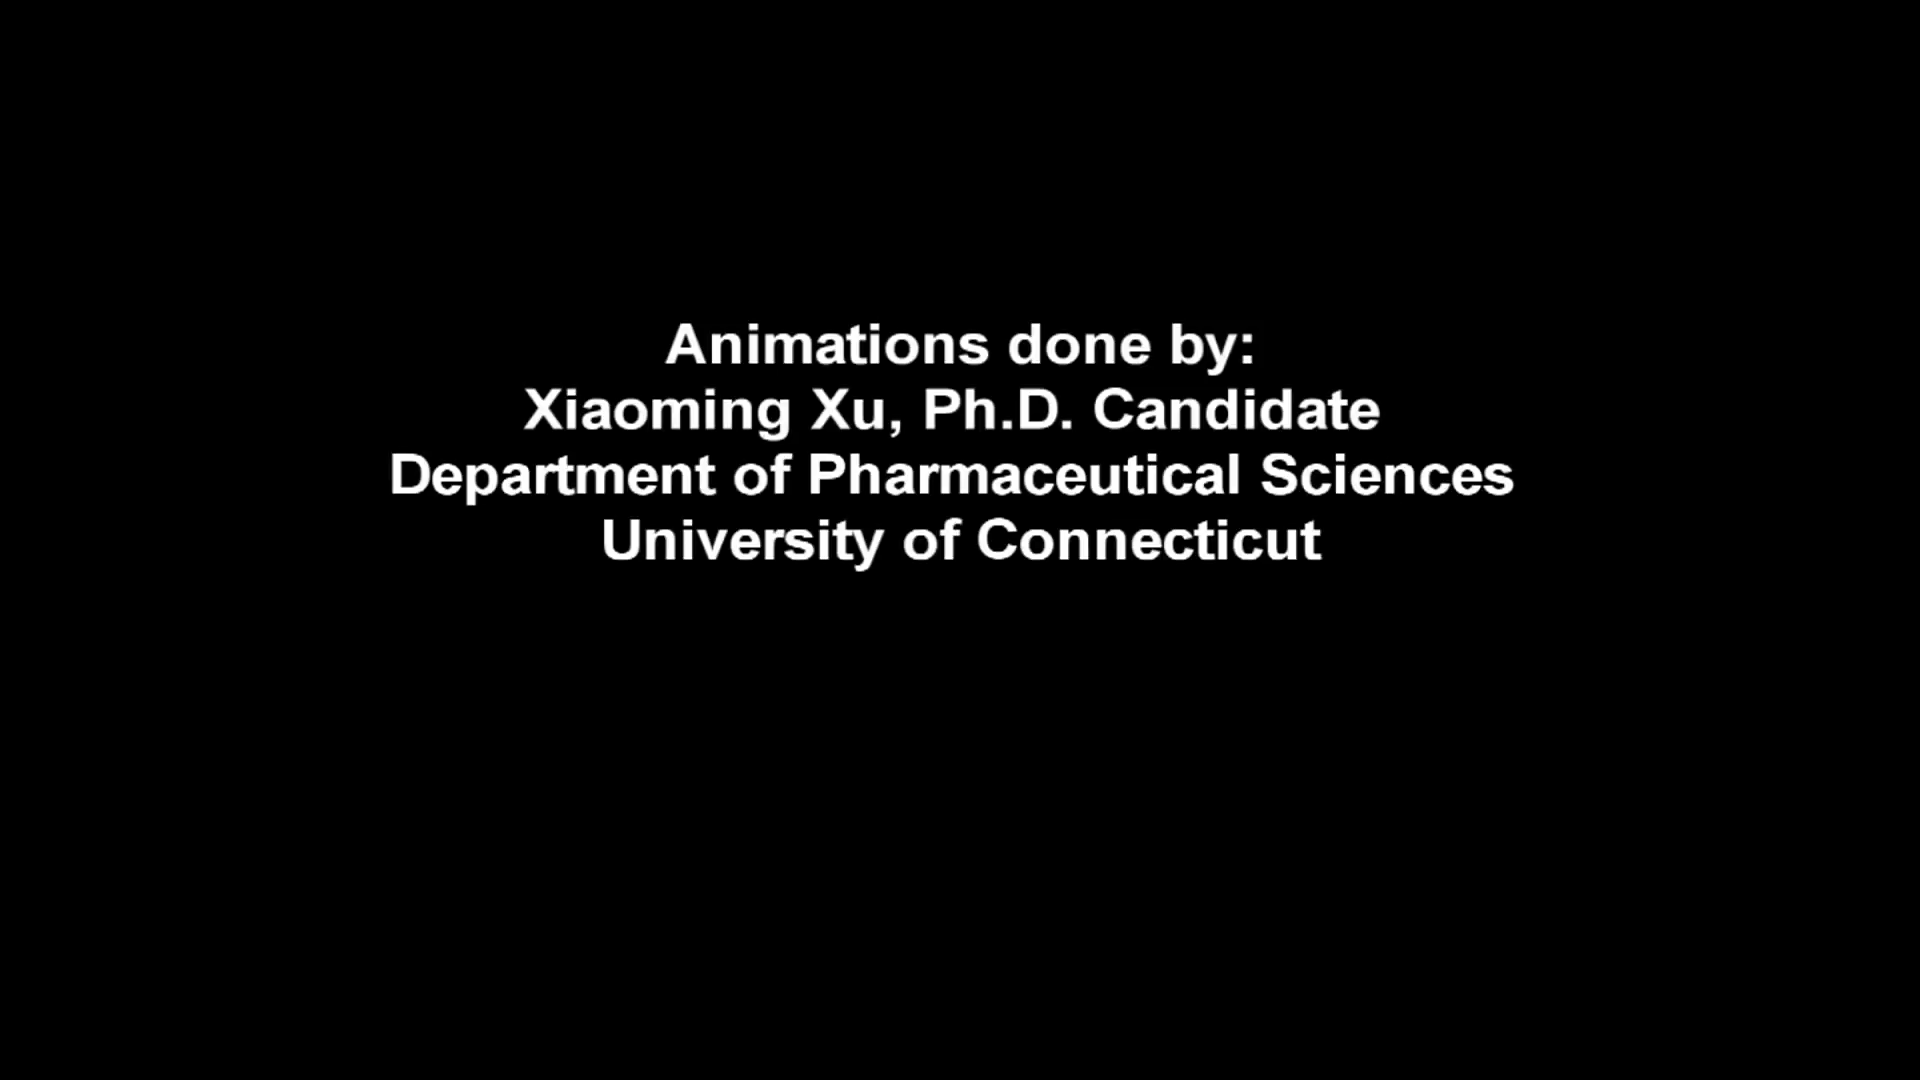 Animations done by:
Xiaoming Xu, Ph.D. Candidate
Department of Pharmaceutical Sciences
University of Connecticut